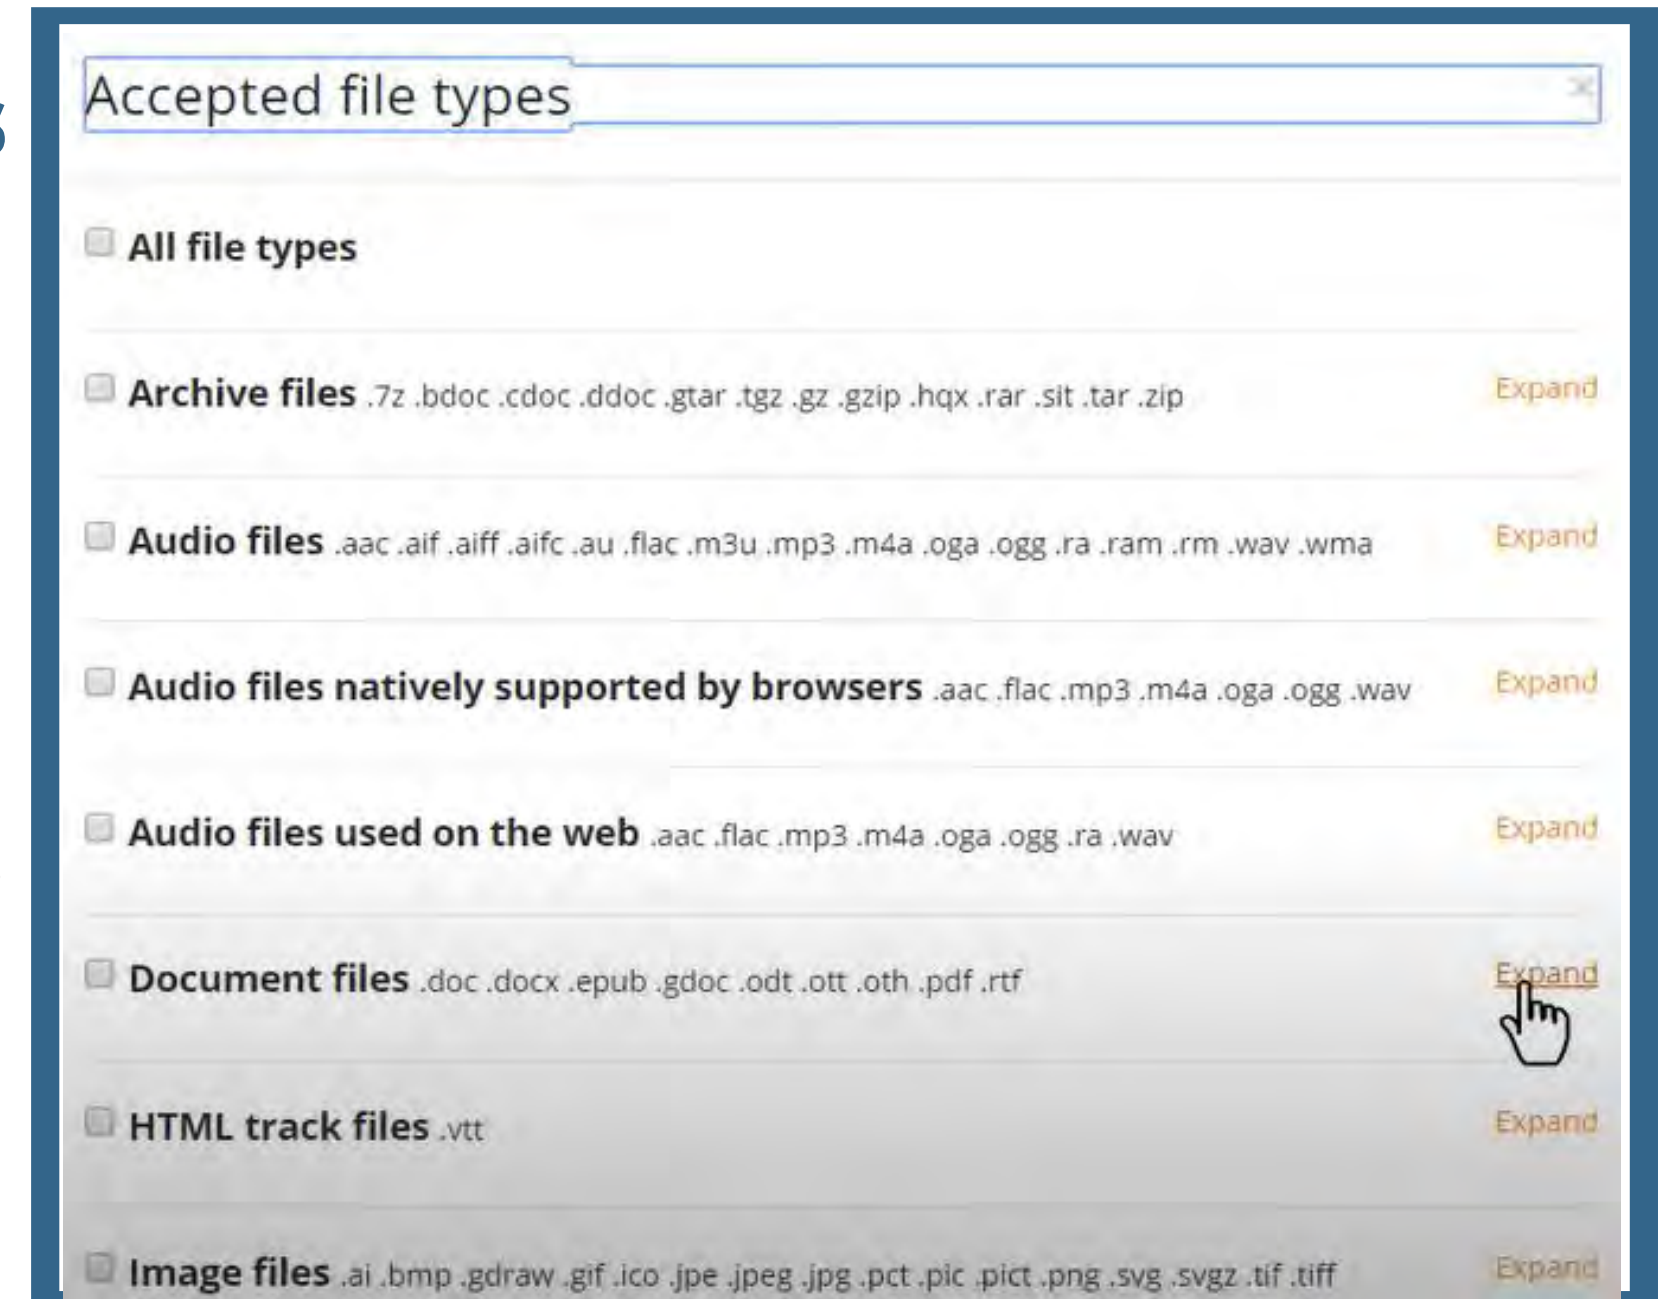 Accepted file types ×
All file types
Archive files .7z .bdoc .cdoc .ddoc .gtar .tgz .gz .gzip .hqx .rar .sit .tar .zip Expand
Audio files .aac .aif .aiff .aifc .au .flac .m3u .mp3 .m4a .oga .ogg .ra .ram .rm .wav .wma Expand
Audio files natively supported by browsers .aac .flac .mp3 .m4a .oga .ogg .wav Expand
Audio files used on the web .aac .flac .mp3 .m4a .oga .ogg .ra .wav Expand
Document files .doc .docx .epub .gdoc .odt .ott .oth .pdf .rtf Expand
HTML track files .vtt Expand
Image files .ai .bmp .gdraw .gif .ico .jpe .jpeg .jpg .pct .pic .pict .png .svg .svgz .tif .tiff Expand